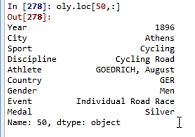 In [278]: oly.loc[50,:]
Out[278]:
Year 1896
City Athens
Sport Cycling
Discipline Cycling Road
Athlete GOEDRICH, August
Country GER
Gender Men
Event Individual Road Race
Medal Silver
Name: 50, dtype: object